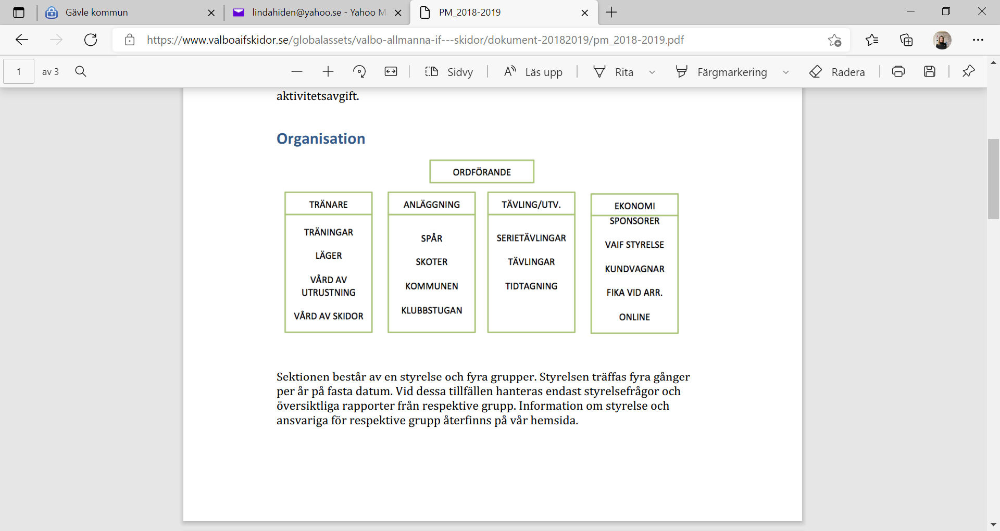 Gävle kommun
lindahiden@yahoo.se - Yahoo M
PM_2018-2019
https://www.valboaifskidor.se/globalassets/valbo-allmanna-if---skidor/dokument-20182019/pm_2018-2019.pdf
1 av 3
Sidvy
Läs upp
Rita
Färgmarkering
Radera
aktivitetsavgift.
Organisation
ORDFÖRANDE
TRÄNARE
TRÄNINGAR
LÄGER
VÅRD AV
UTRUSTNING
VÅRD AV SKIDOR
ANLÄGGNING
SPÅR
SKOTER
KOMMUNEN
KLUBBSTUGAN
TÄVLING/UTV.
SERIETÄVLINGAR
TÄVLINGAR
TIDTAGNING
EKONOMI
SPONSORER
VAIF STYRELSE
KUNDVAGNAR
FIKA VID ARR.
ONLINE
Sektionen består av en styrelse och fyra grupper. Styrelsen träffas fyra gånger
per år på fasta datum. Vid dessa tillfällen hanteras endast styrelsefrågor och
översiktliga rapporter från respektive grupp. Information om styrelse och
ansvariga för respektive grupp återfinns på vår hemsida.